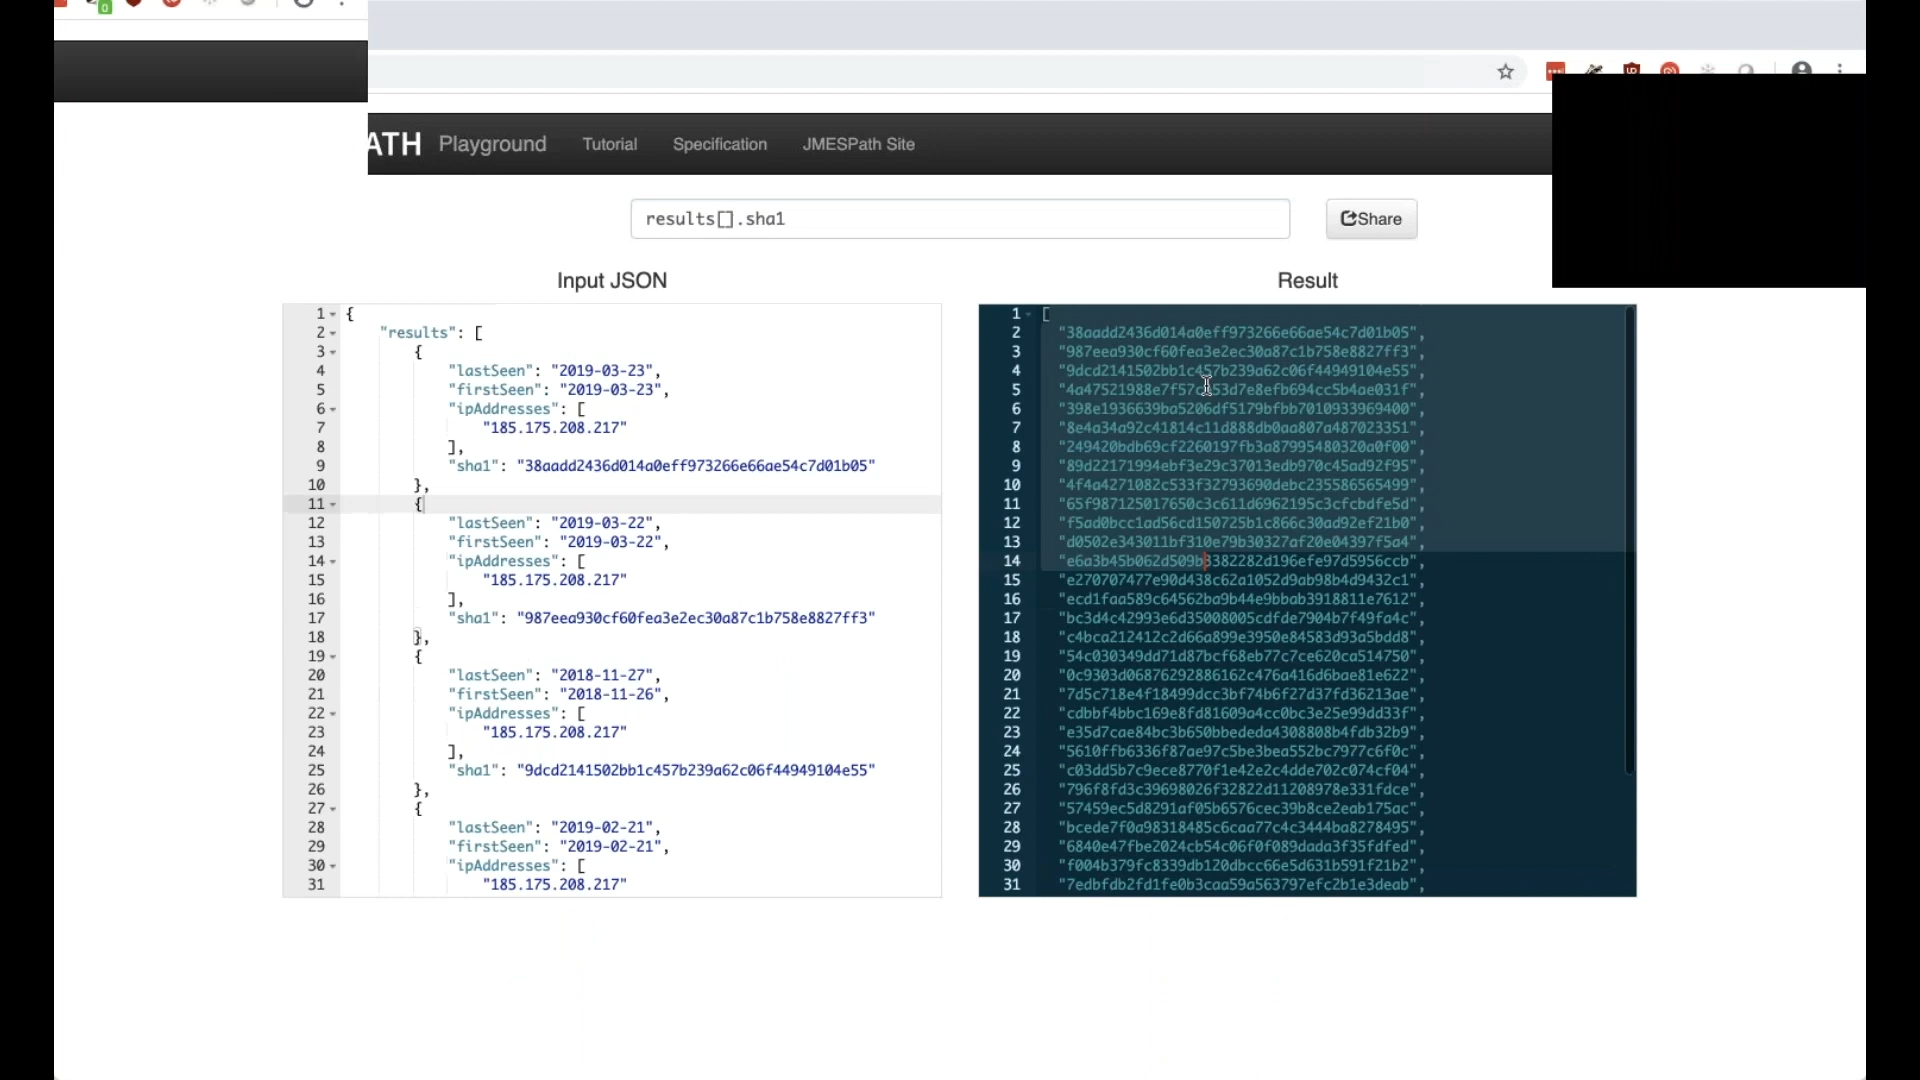 0
ATH Playground Tutorial Specification JMESPath Site
results[].sha1
Share
Input JSON
Result
1 {
2 "results": [
3 {
4 "lastSeen": "2019-03-23",
5 "firstSeen": "2019-03-23",
6 "ipAddresses": [
7 "185.175.208.217"
8 ],
9 "sha1": "38aadd2436d014a0eff973266e66ae54c7d01b05"
10 },
11 {
12 "lastSeen": "2019-03-22",
13 "firstSeen": "2019-03-22",
14 "ipAddresses": [
15 "185.175.208.217"
16 ],
17 "sha1": "987eea930cf60fea3e2ec30a87c1b758e8827ff3"
18 },
19 {
20 "lastSeen": "2018-11-27",
21 "firstSeen": "2018-11-26",
22 "ipAddresses": [
23 "185.175.208.217"
24 ],
25 "sha1": "9dcd2141502bb1c457b239a62c06f44949104e55"
26 },
27 {
28 "lastSeen": "2019-02-21",
29 "firstSeen": "2019-02-21",
30 "ipAddresses": [
31 "185.175.208.217"
1 [
2 "38aadd2436d014a0eff973266e66ae54c7d01b05",
3 "987eea930cf60fea3e2ec30a87c1b758e8827ff3",
4 "9dcd2141502bb1c457b239a62c06f44949104e55",
5
6 "398e1936639ba5206df5179bfbb7010933969400",
7 "8e4a34a92c41814c11d888db0aa807a487023351",
8 "249420bdb69cf2260197fb3a87995480320a0f00",
9 "89d22171994ebf3e29c37013edb970c45ad92f95",
10 "4f4a4271082c533f32793690debc235586565499",
11 "65f987125017650c3c611d6962195c3cfcbdfe5d",
12 "f5ad0bcc1ad56cd150725b1c866c30ad92ef21b0",
13 "d0502e343011bf310e79b30327af20e04397f5a4",
14 "e6a3b45b062d509b3382282d196efe97d5956ccb",
15 "e270707477e90d438c62a1052d9ab98b4d9432c1",
16 "ecd1faa589c64562ba9b44e9bbab3918811e7612",
17 "bc3d4c42993e6d35008005cdfde7904b7f49fa4c",
18 "c4bca212412c2d66a899e3950e84583d93a5bdd8",
19 "54c030349dd71d87bcf68eb77c7ce620ca514750",
20 "0c9303d06876292886162c476a416d6bae81e622",
21 "7d5c718e4f18499dcc3bf74b6f27d37fd36213ae",
22 "cdbbf4bbc169e8fd81609a4cc0bc3e25e99dd33f",
23 "e35d7cae84bc3b650bbededa4308808b4fdb32b9",
24 "5610ffb6336f87ae97c5be3bea552bc7977c6f0c",
25 "c03dd5b7c9ece8770f1e42e2c4dde702c074cf04",
26 "796f8fd3c39698026f32822d11208978e331fdce",
27 "57459ec5d8291af05b6576cec39b8ce2eab175ac",
28 "bcede7f0a98318485c6caa77c4c3444ba8278495",
29 "6840e47fbe2024cb54c06f0f089dada3f35fdfed",
30 "f004b379fc8339db120dbcc66e5d631b591f21b2",
31 "7edbfdb2fd1fe0b3caa59a563797efc2b1e3deab",